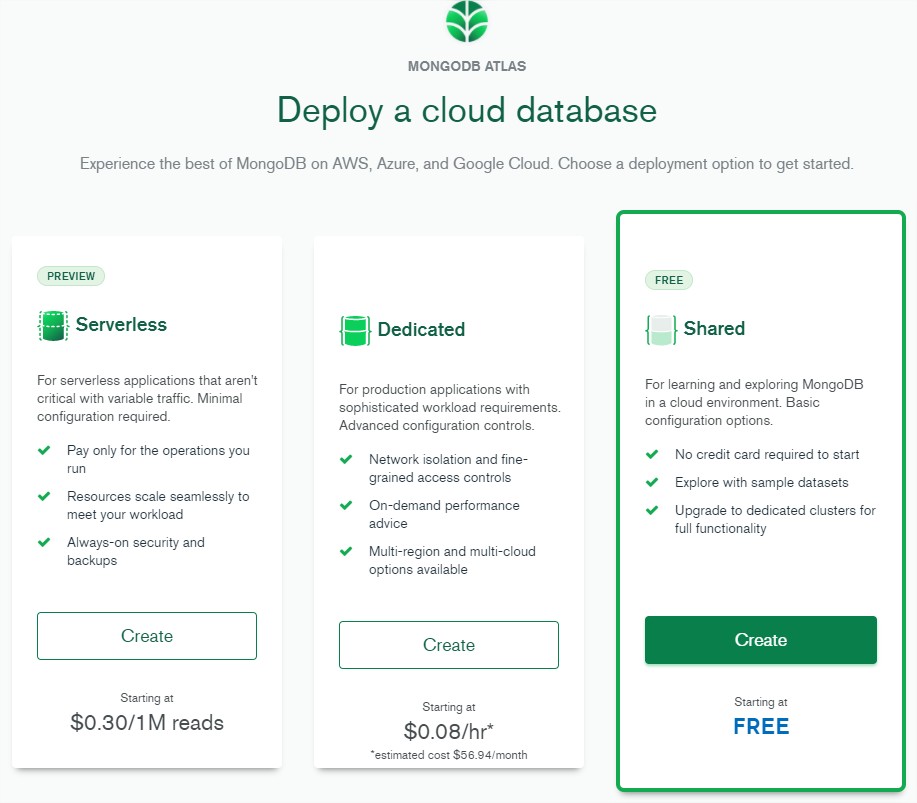 MONGODB ATLAS
Deploy a cloud database
Experience the best of MongoDB on AWS, Azure, and Google Cloud. Choose a deployment option to get started.
PREVIEW
Serverless
For serverless applications that aren't
critical with variable traffic. Minimal
configuration required.
Pay only for the operations you
run
Resources scale seamlessly to
meet your workload
Always-on security and
backups
Create
Starting at
$0.30/1M reads
Dedicated
For production applications with
sophisticated workload requirements.
Advanced configuration controls.
Network isolation and fine-
grained access controls
On-demand performance
advice
Multi-region and multi-cloud
options available
Create
Starting at
$0.08/hr*
*estimated cost $56.94/month
FREE
Shared
For learning and exploring MongoDB
in a cloud environment. Basic
configuration options.
No credit card required to start
Explore with sample datasets
Upgrade to dedicated clusters for
full functionality
Create
Starting at
FREE